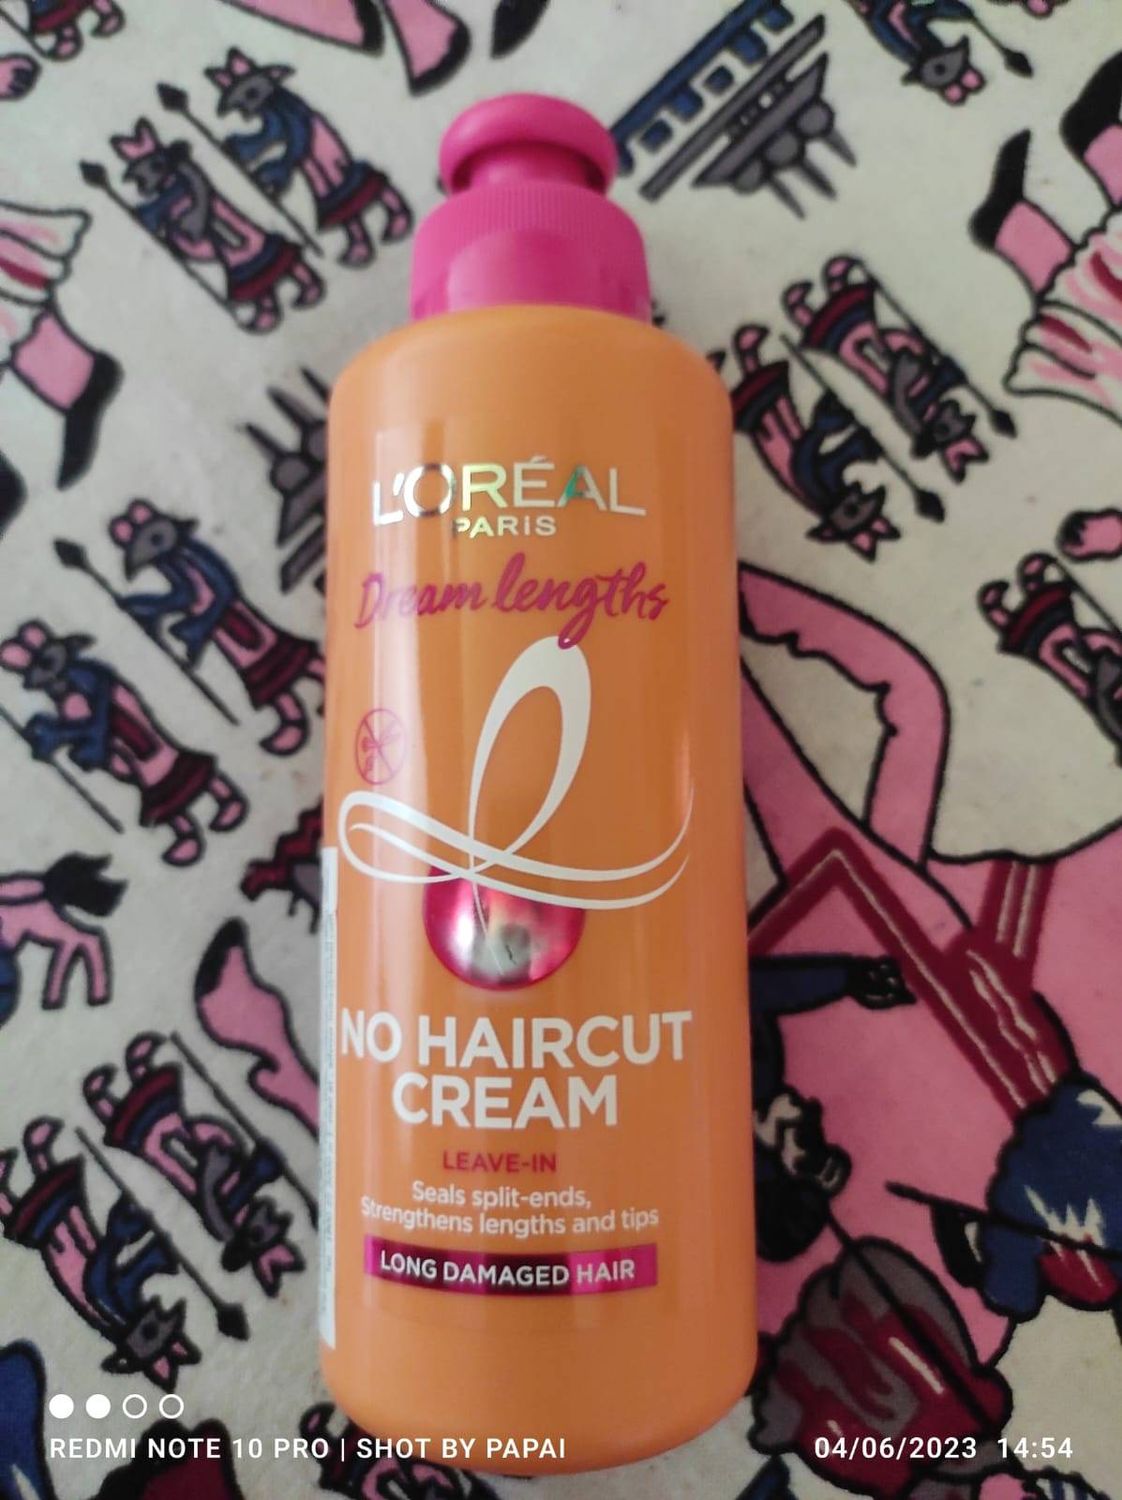 L'ORÉAL
PARIS
Dream lengths
NO HAIRCUT
CREAM
LEAVE-IN
Seals split-ends,
Strengthens lengths and tips
LONG DAMAGED HAIR
REDMI NOTE 10 PRO | SHOT BY PAPAI
04/06/2023 14:54